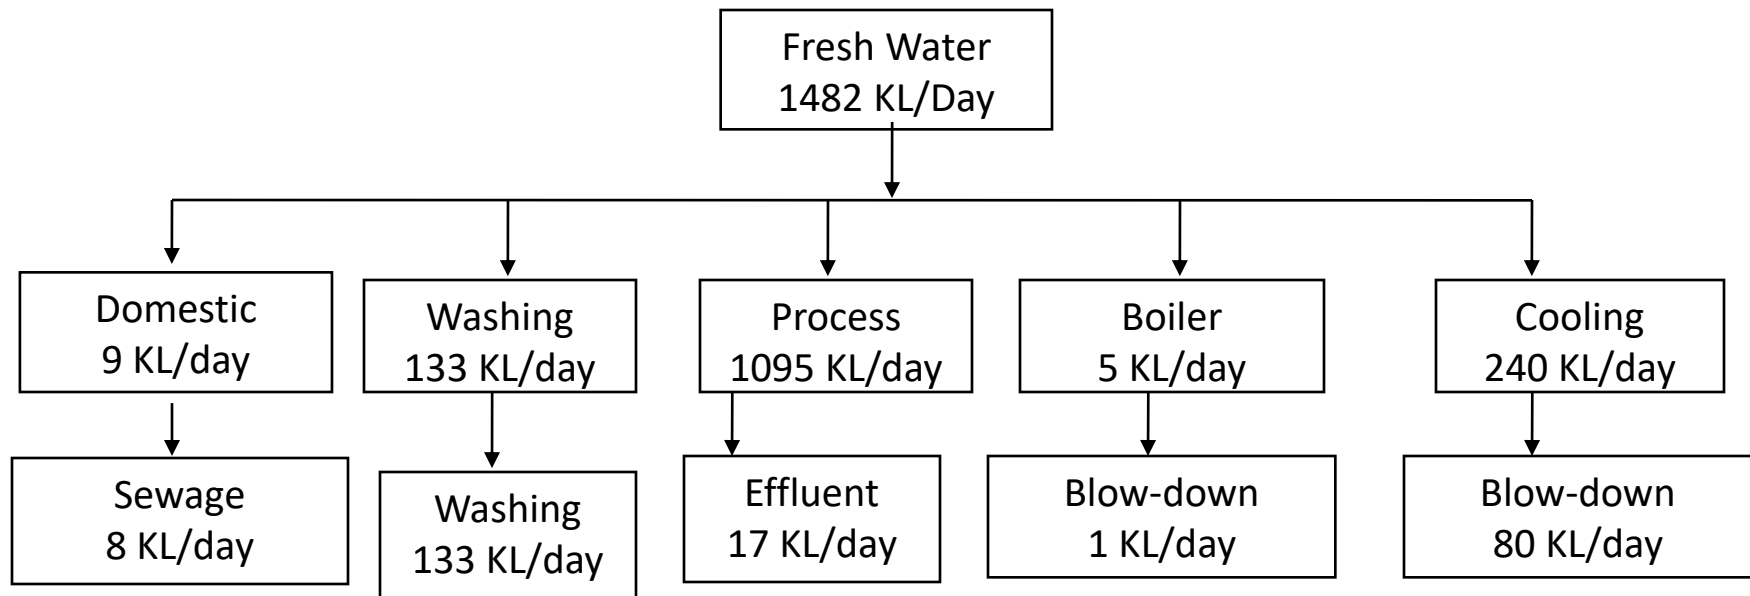 Fresh Water
1482 KL/Day
Domestic
9 KL/day
Washing
133 KL/day
Process
1095 KL/day
Boiler
5 KL/day
Cooling
240 KL/day
Sewage
8 KL/day
Washing
133 KL/day
Effluent
17 KL/day
Blow-down
1 KL/day
Blow-down
80 KL/day